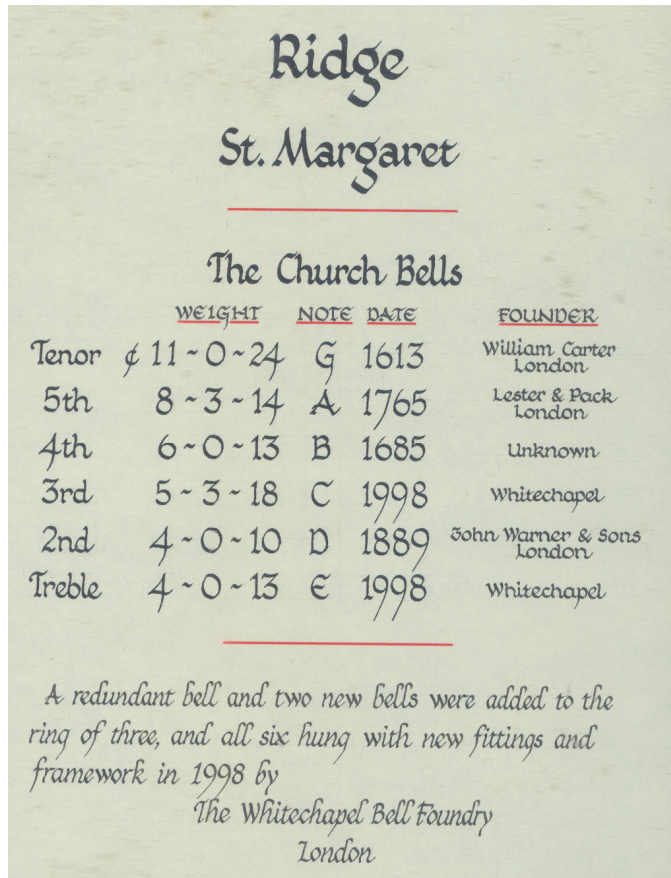 Ridge
St. Margaret
The Church Bells
WEIGHT NOTE DATE FOUNDER
Tenor ¢ 11~0~24 G 1613 William Carter London
5th 8~3~14 A 1765 Lester & Pack London
4th 6~0~13 B 1685 Unknown
3rd 5~3~18 C 1998 Whitechapel
2nd 4~0~10 D 1889 John Warner & Sons London
Treble 4~0~13 E 1998 Whitechapel
A redundant bell and two new bells were added to the
ring of three, and all six hung with new fittings and
framework in 1998 by
The Whitechapel Bell Foundry
London